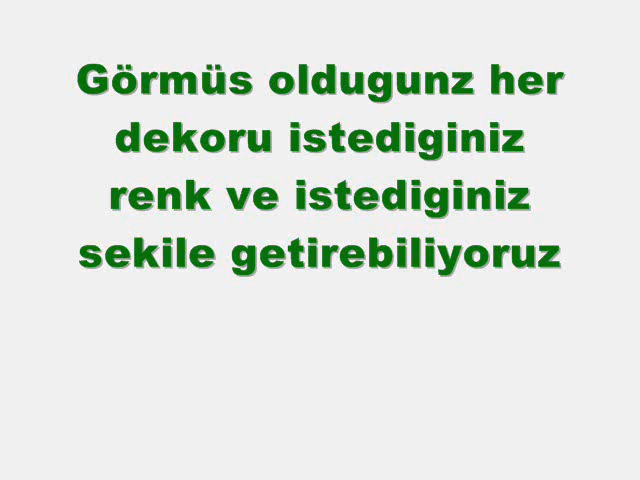 Görmüs oldugunz her
dekoru istediginiz
renk ve istediginiz
sekile getirebiliyoruz